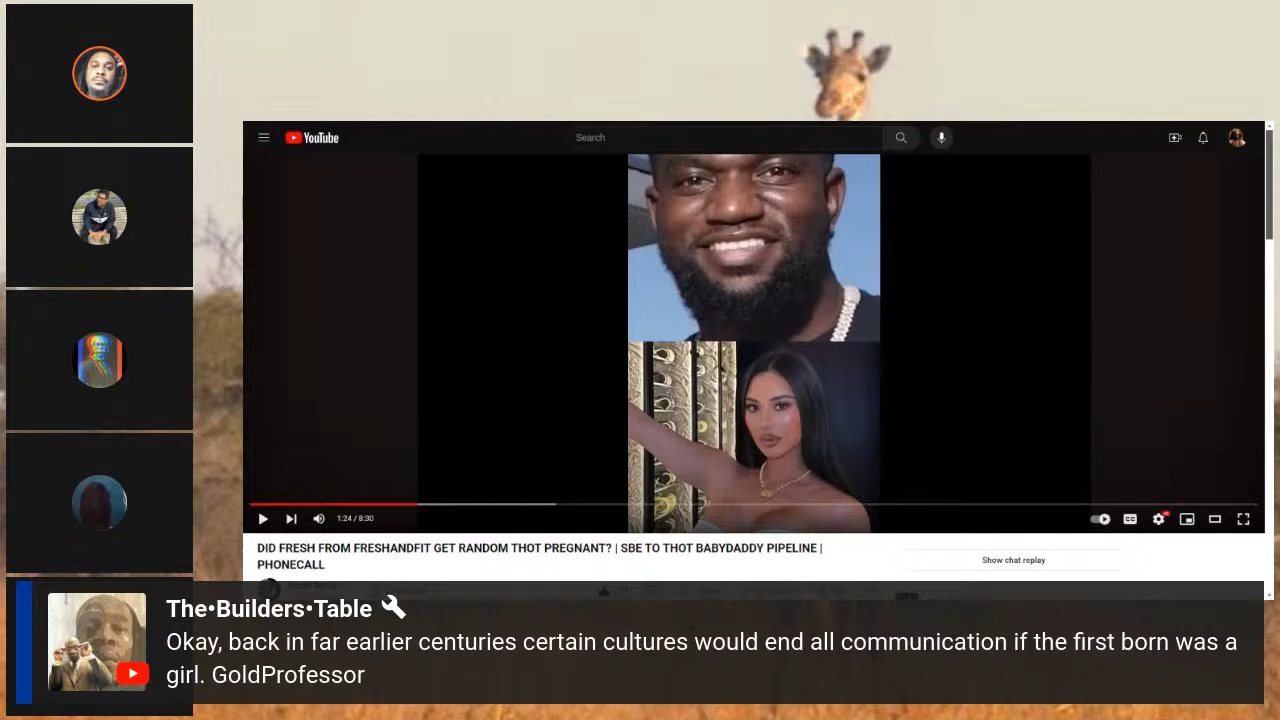 YouTube
Search
1:24 / 8:30
DID FRESH FROM FRESHANDFIT GET RANDOM THOT PREGNANT? | SBE TO THOT BABYDADDY PIPELINE |
PHONECALL
Show chat replay
The•Builders•Table
Okay, back in far earlier centuries certain cultures would end all communication if the first born was a
girl. GoldProfessor